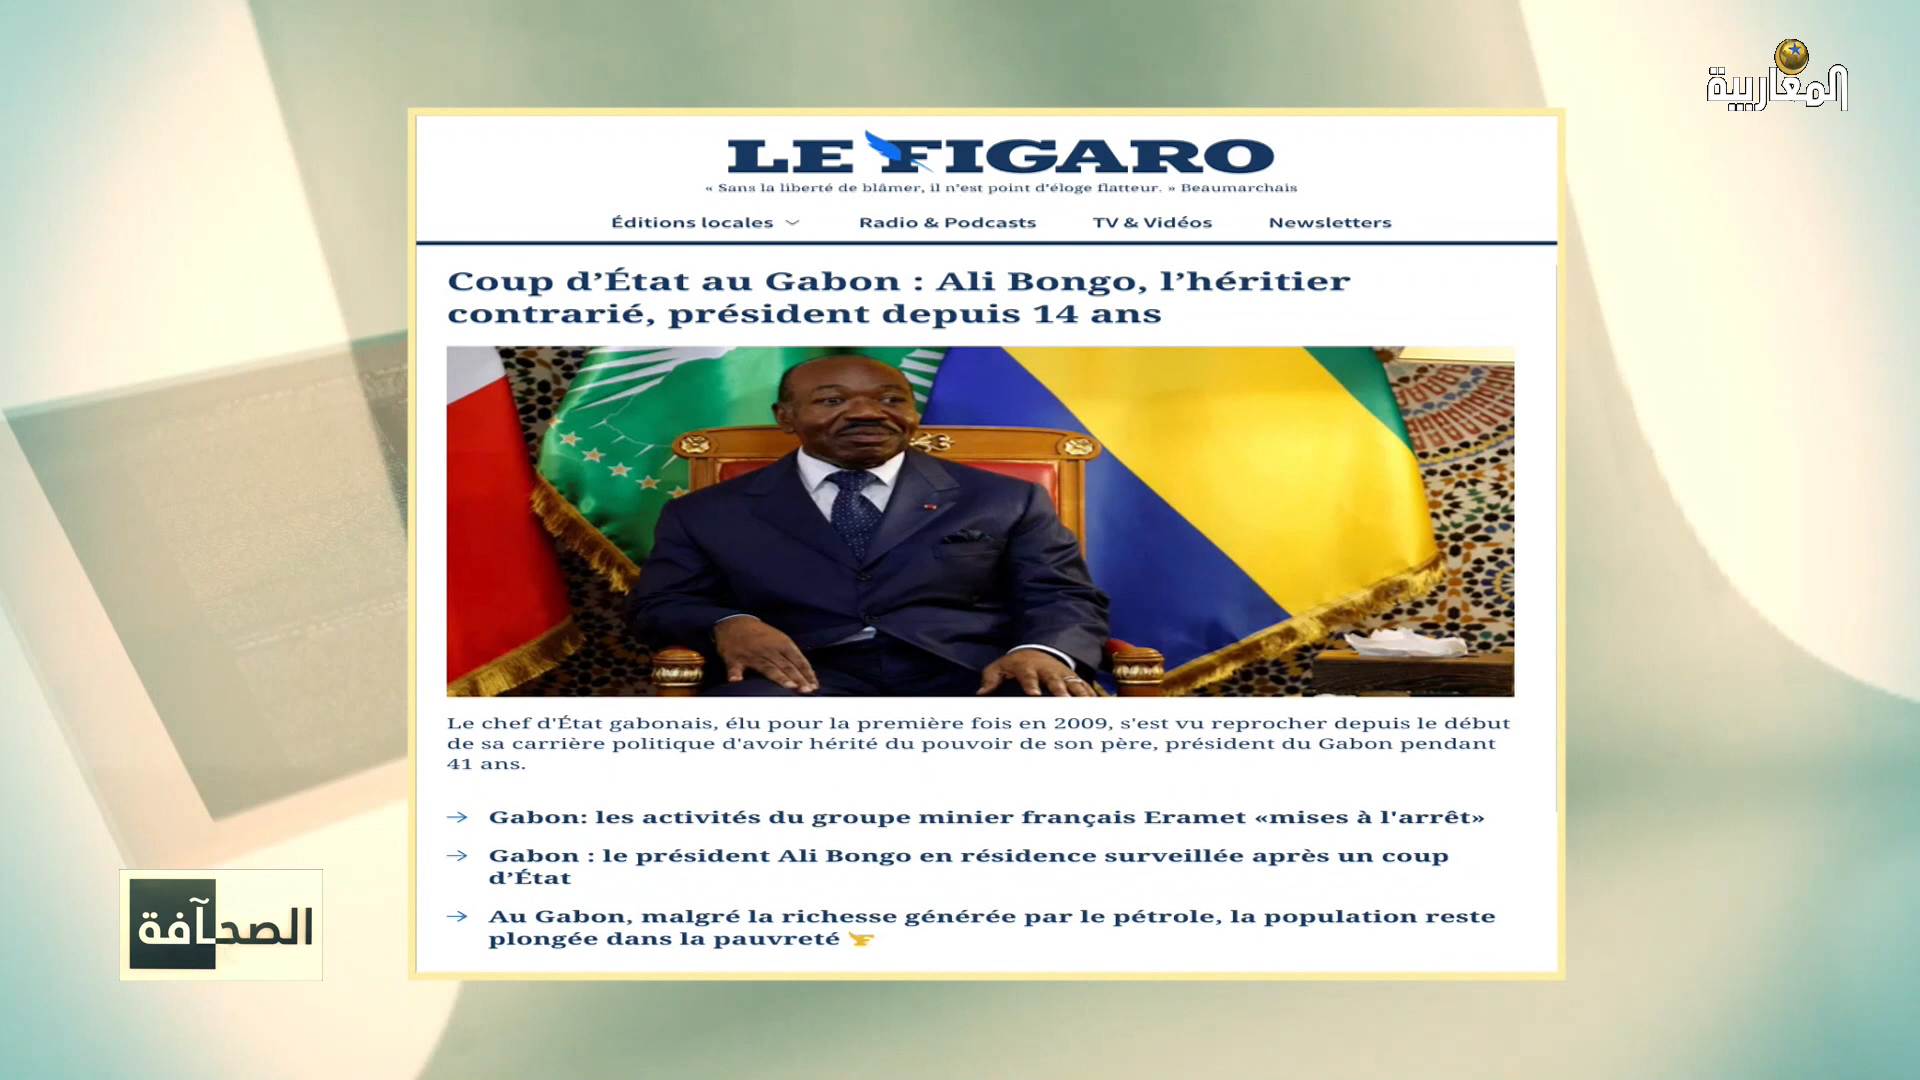 المغاربية
LE FIGARO
« Sans la liberté de blâmer, il n'est point d'éloge flatteur. » Beaumarchais
Éditions locales Radio & Podcasts TV & Vidéos Newsletters
Coup d’État au Gabon : Ali Bongo, l’héritier
contrarié, président depuis 14 ans
Le chef d'État gabonais, élu pour la première fois en 2009, s'est vu reprocher depuis le début
de sa carrière politique d'avoir hérité du pouvoir de son père, président du Gabon pendant
41 ans.
→ Gabon: les activités du groupe minier français Eramet «mises à l'arrêt»
→ Gabon : le président Ali Bongo en résidence surveillée après un coup
d’État
→ Au Gabon, malgré la richesse générée par le pétrole, la population reste
plongée dans la pauvreté
الصحآفة